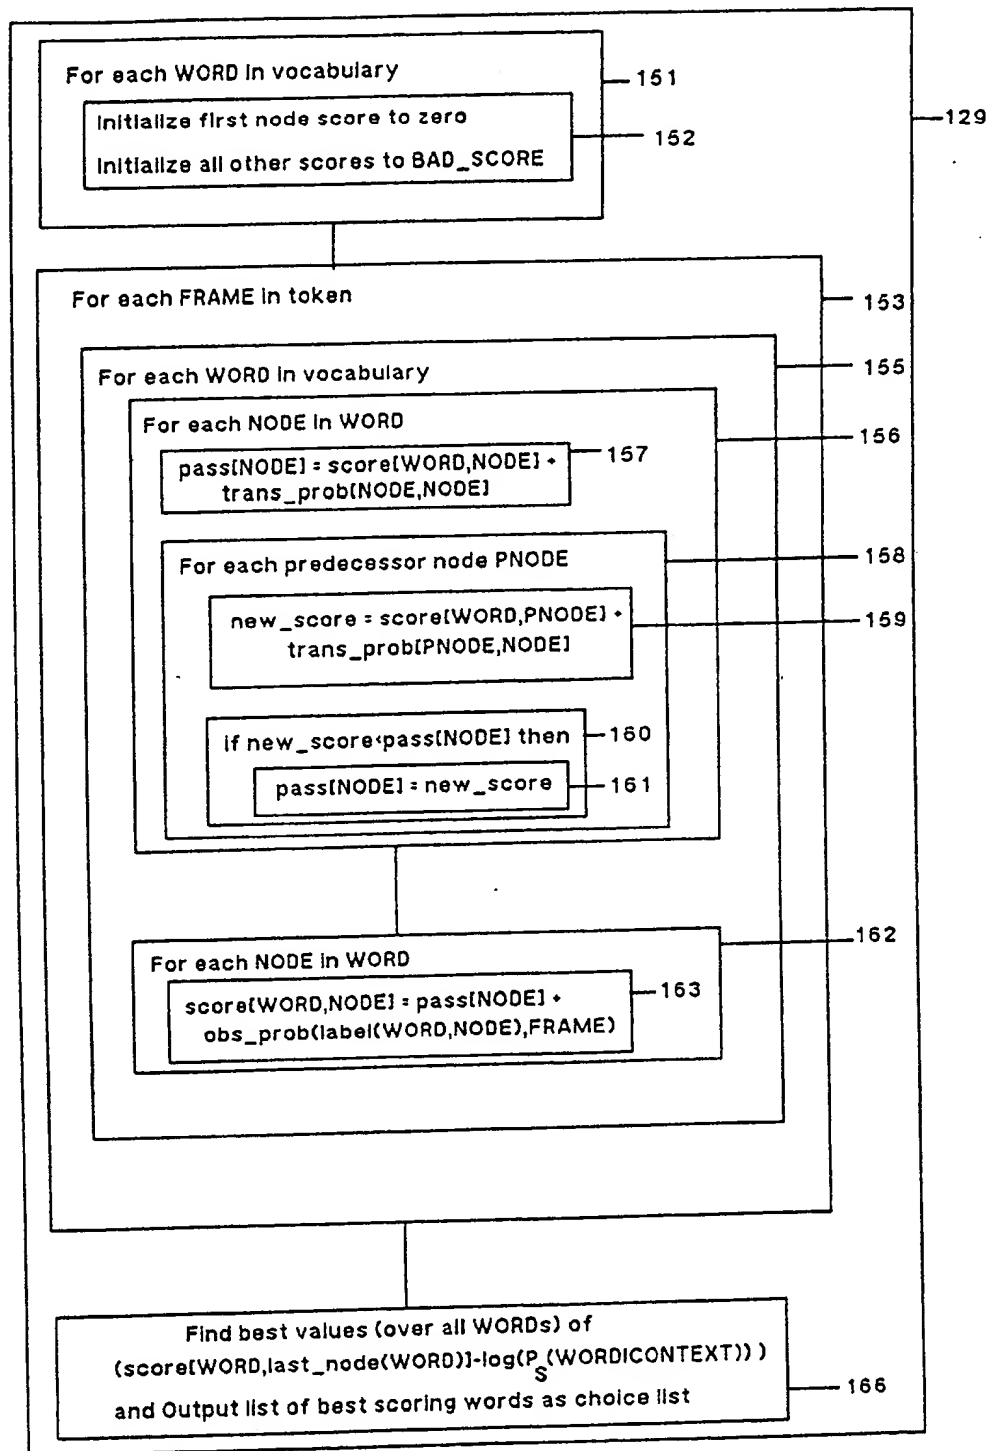 For each WORD in vocabulary
151
Initialize first node score to zero
129
152
Initialize all other scores to BAD_SCORE
For each FRAME in token
153
155
For each WORD in vocabulary
For each NODE in WORD
156
pass[NODE] = score[WORD,NODE] +
157
trans_prob[NODE,NODE]
For each predecessor node PNODE
158
new_score = score[WORD,PNODE] +
159
trans_prob[PNODE,NODE]
if new_score<pass[NODE] then
160
pass[NODE] = new_score
161
162
For each NODE in WORD
score[WORD,NODE] = pass[NODE] +
163
obs_prob(label(WORD,NODE),FRAME)
Find best values (over all WORDs) of
(score[WORD,last_node(WORD)]-log(P_S(WORD|CONTEXT)))
and Output list of best scoring words as choice list
166